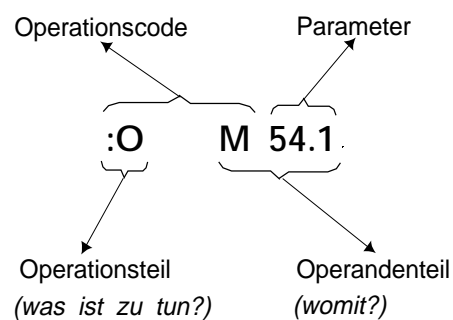 Operationscode Parameter
:O M 54.1
Operationsteil Operandenteil
(was ist zu tun?) (womit?)